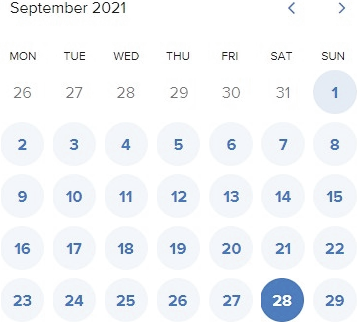 September 2021
MON TUE WED THU FRI SAT SUN
26 27 28 29 30 31 1
2 3 4 5 6 7 8
9 10 11 12 13 14 15
16 17 18 19 20 21 22
23 24 25 26 27 28 29